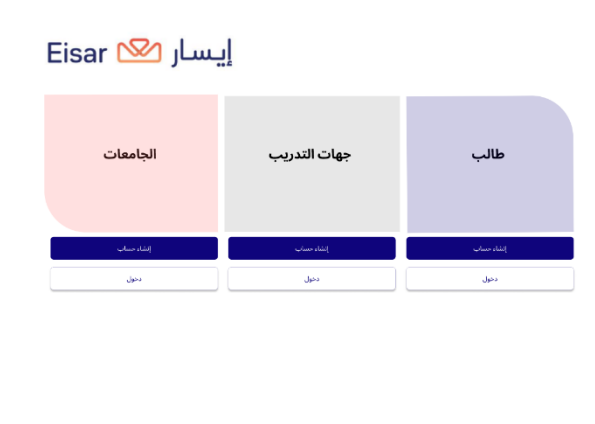 Eisar إيسار
طالب
جهات التدريب
الجامعات
إنشاء حساب
إنشاء حساب
إنشاء حساب
دخول
دخول
دخول